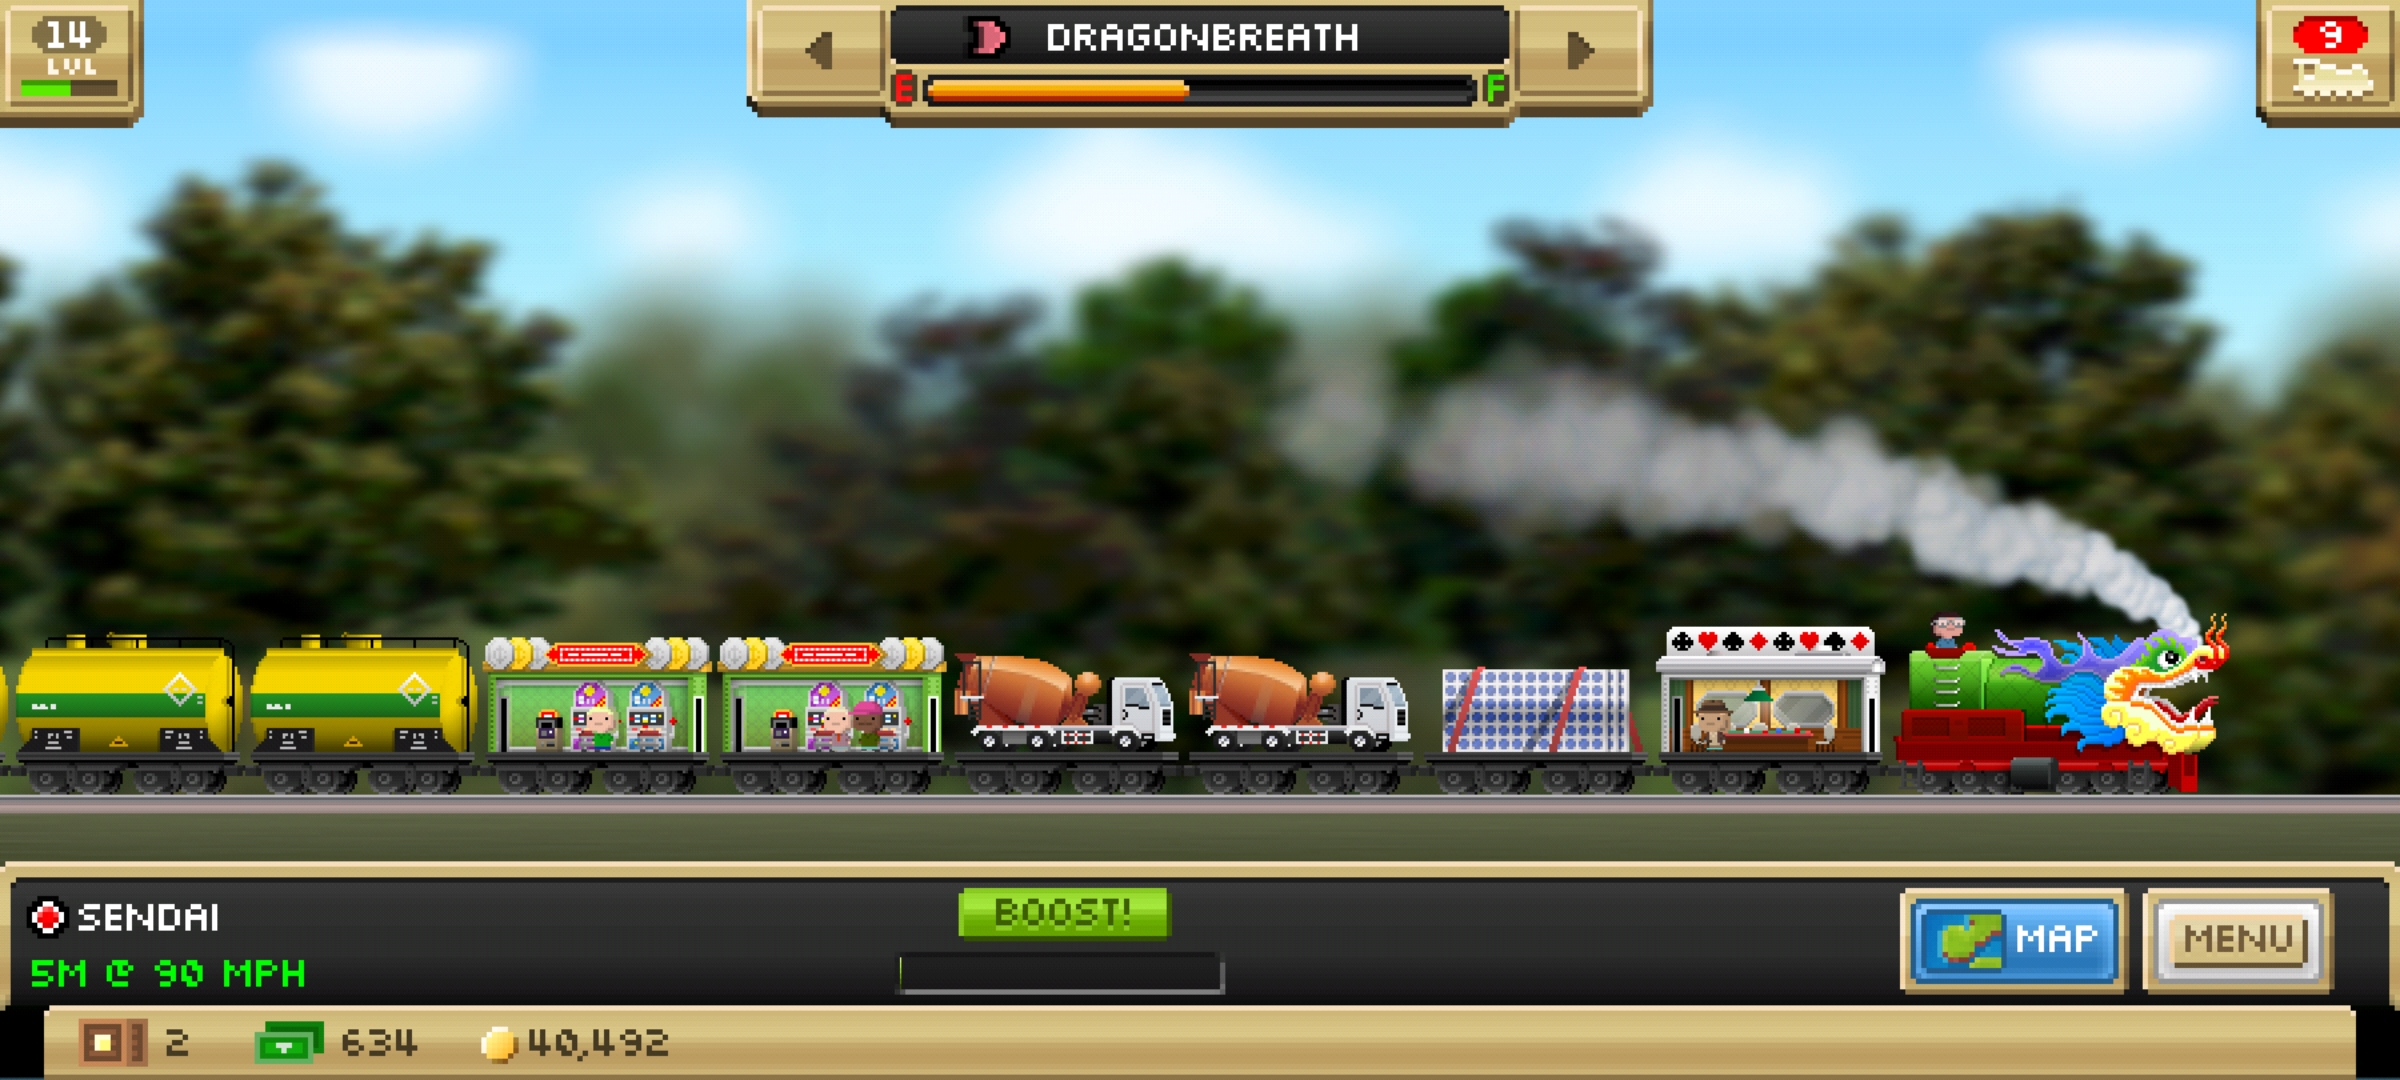 14
LVL
DRAGONBREATH
E F
9
SENDAI
5M @ 90 MPH
BOOST!
MAP
MENU
2 634 40,492